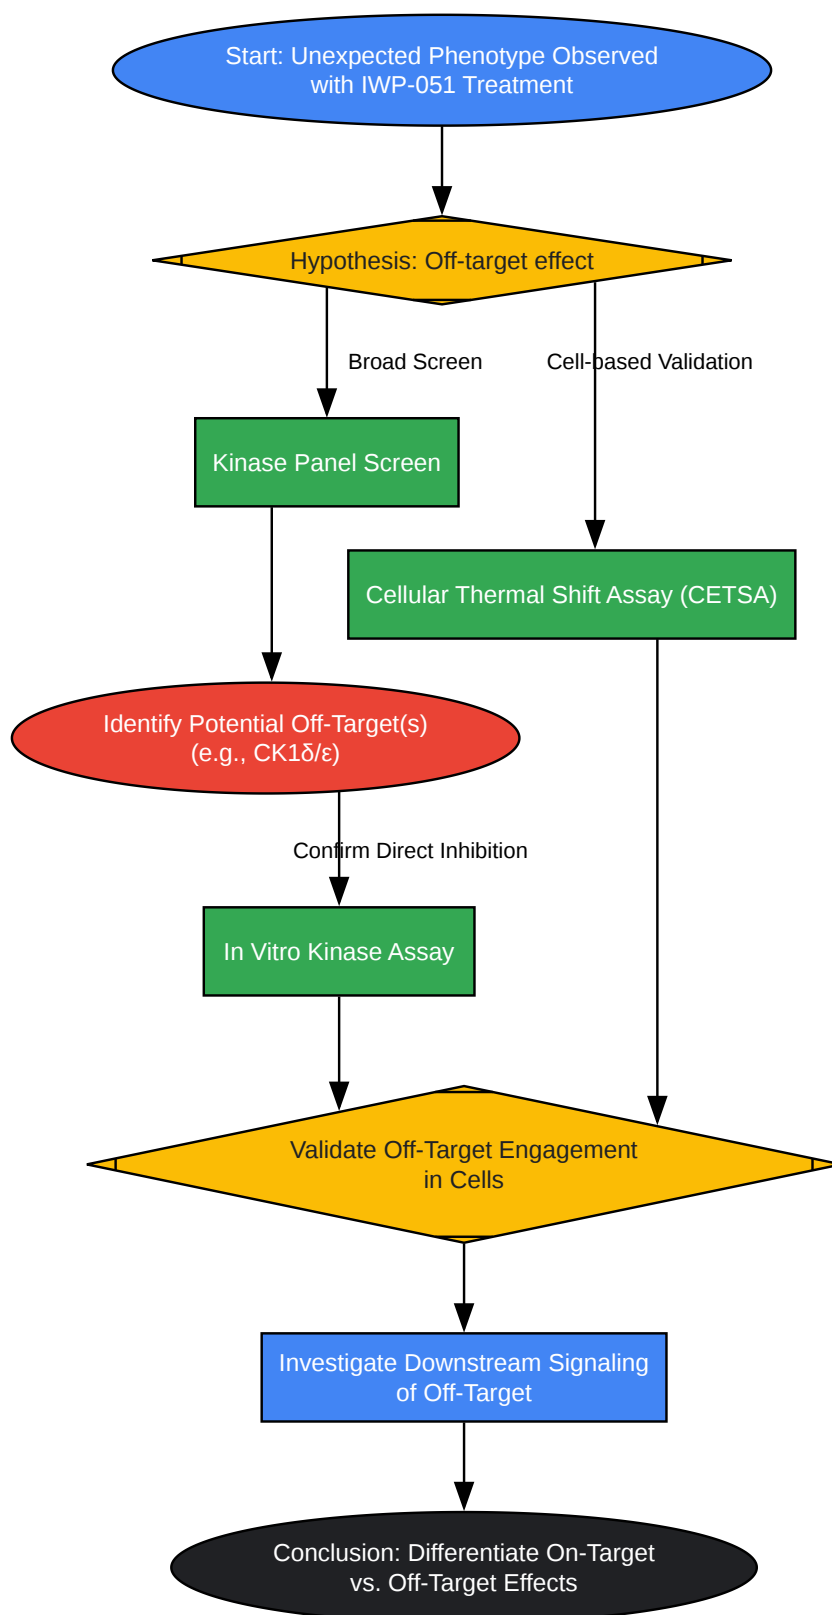 Start: Unexpected Phenotype Observed
with IWP-051 Treatment
Hypothesis: Off-target effect
Broad Screen
Cell-based Validation
Kinase Panel Screen
Cellular Thermal Shift Assay (CETSA)
Identify Potential Off-Target(s)
(e.g., CK1δ/ε)
Confirm Direct Inhibition
In Vitro Kinase Assay
Validate Off-Target Engagement
in Cells
Investigate Downstream Signaling
of Off-Target
Conclusion: Differentiate On-Target
vs. Off-Target Effects